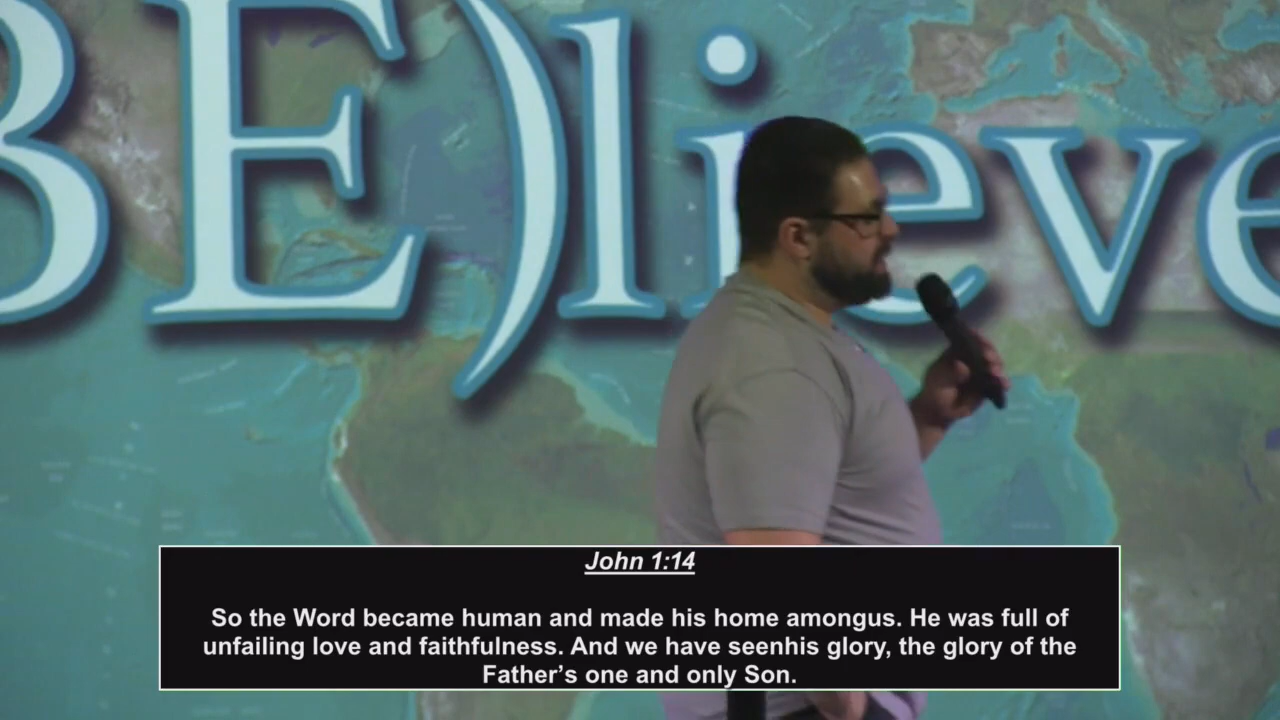 BE)lieve
John 1:14
So the Word became human and made his home amongus. He was full of
unfailing love and faithfulness. And we have seenhis glory, the glory of the
Father’s one and only Son.